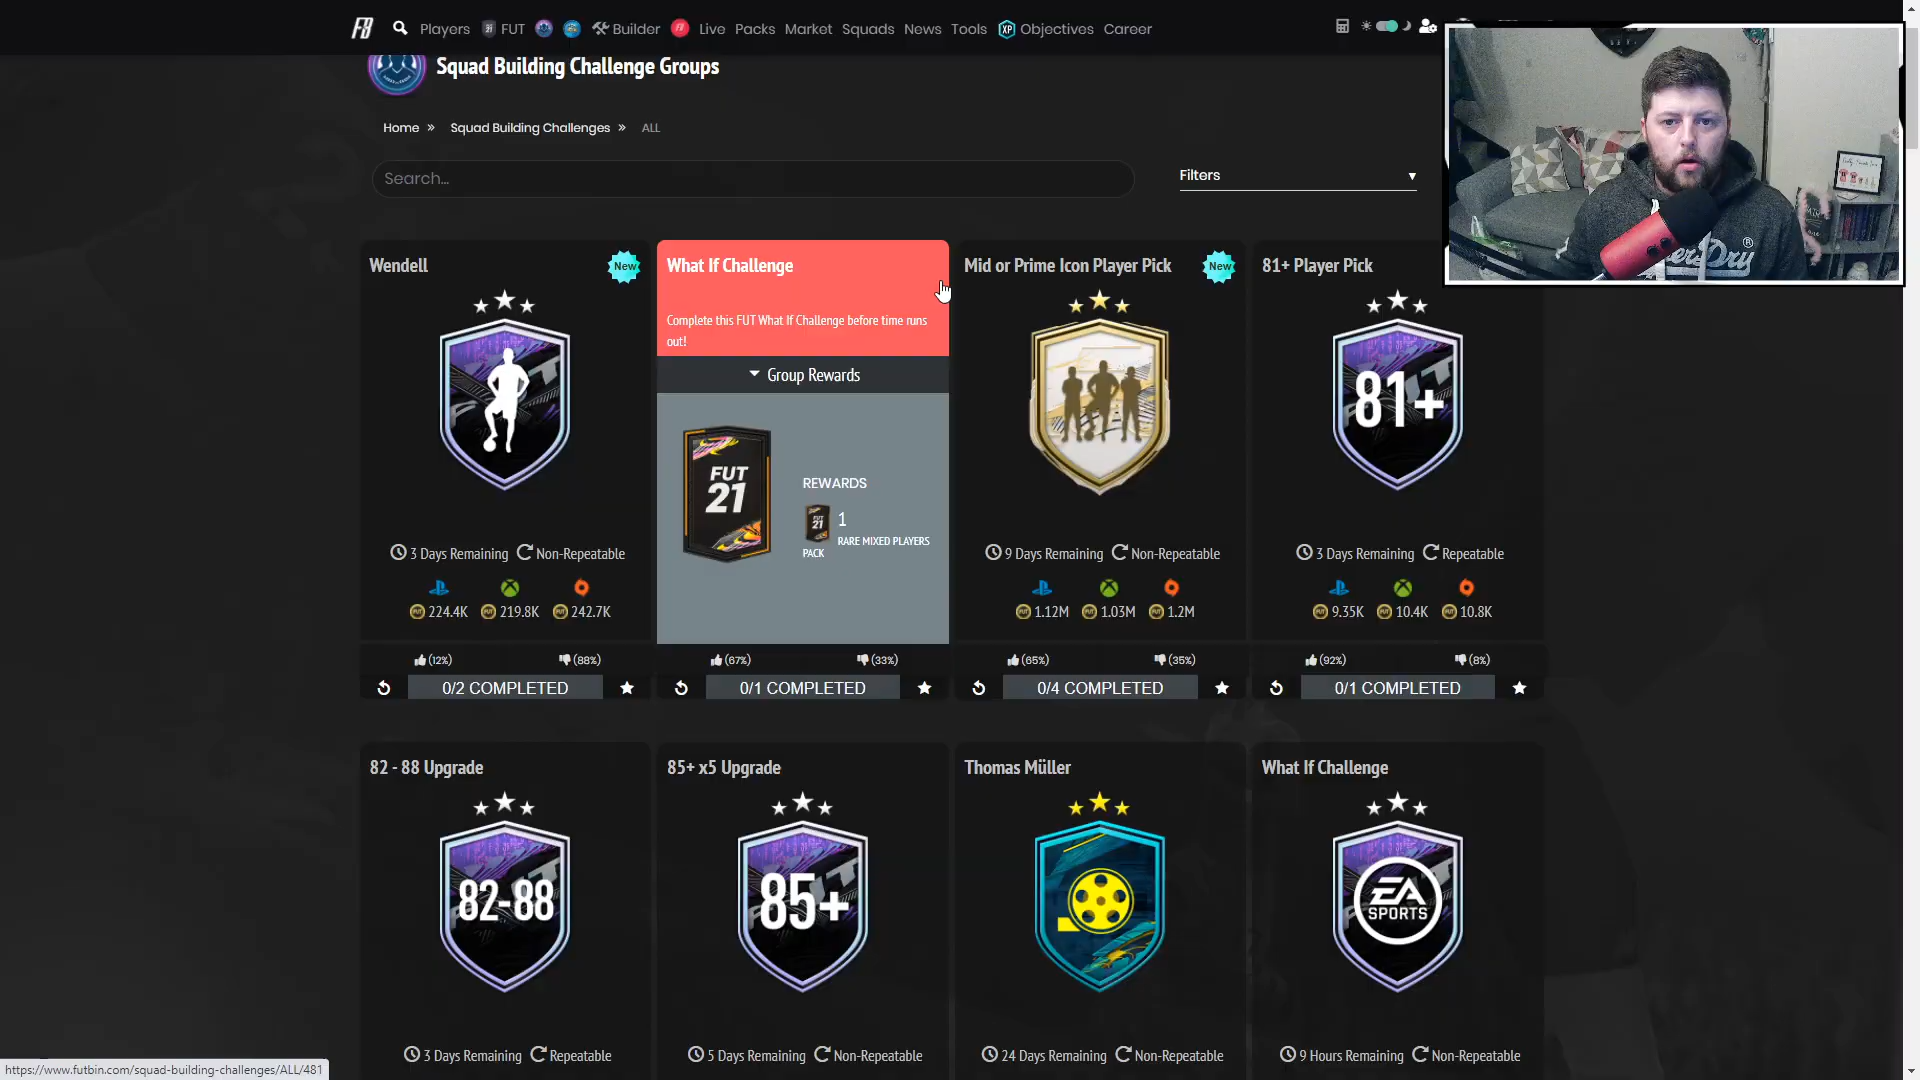 FB Players FUT Builder Live Packs Market Squads News Tools XP Objectives Career
Squad Building Challenge Groups
Home » Squad Building Challenges » ALL
Search...
Filters ▼
Wendell
New
What If Challenge
Complete this FUT What If Challenge before time runs
out!
Group Rewards
FUT
21
REWARDS
1
RARE MIXED PLAYERS
PACK
Mid or Prime Icon Player Pick
New
81+ Player Pick
81+
3 Days Remaining Non-Repeatable
9 Days Remaining Non-Repeatable
3 Days Remaining Repeatable
224.4K 219.8K 242.7K
1.12M 1.03M 1.2M
9.35K 10.4K 10.8K
(12%) (88%)
(67%) (33%)
(65%) (35%)
(92%) (8%)
0/2 COMPLETED
0/1 COMPLETED
0/4 COMPLETED
0/1 COMPLETED
82 - 88 Upgrade
85+ x5 Upgrade
Thomas Müller
What If Challenge
82-88
85+
EA
SPORTS
3 Days Remaining Repeatable
5 Days Remaining Non-Repeatable
24 Days Remaining Non-Repeatable
9 Hours Remaining Non-Repeatable
https://www.futbin.com/squad-building-challenges/ALL/481